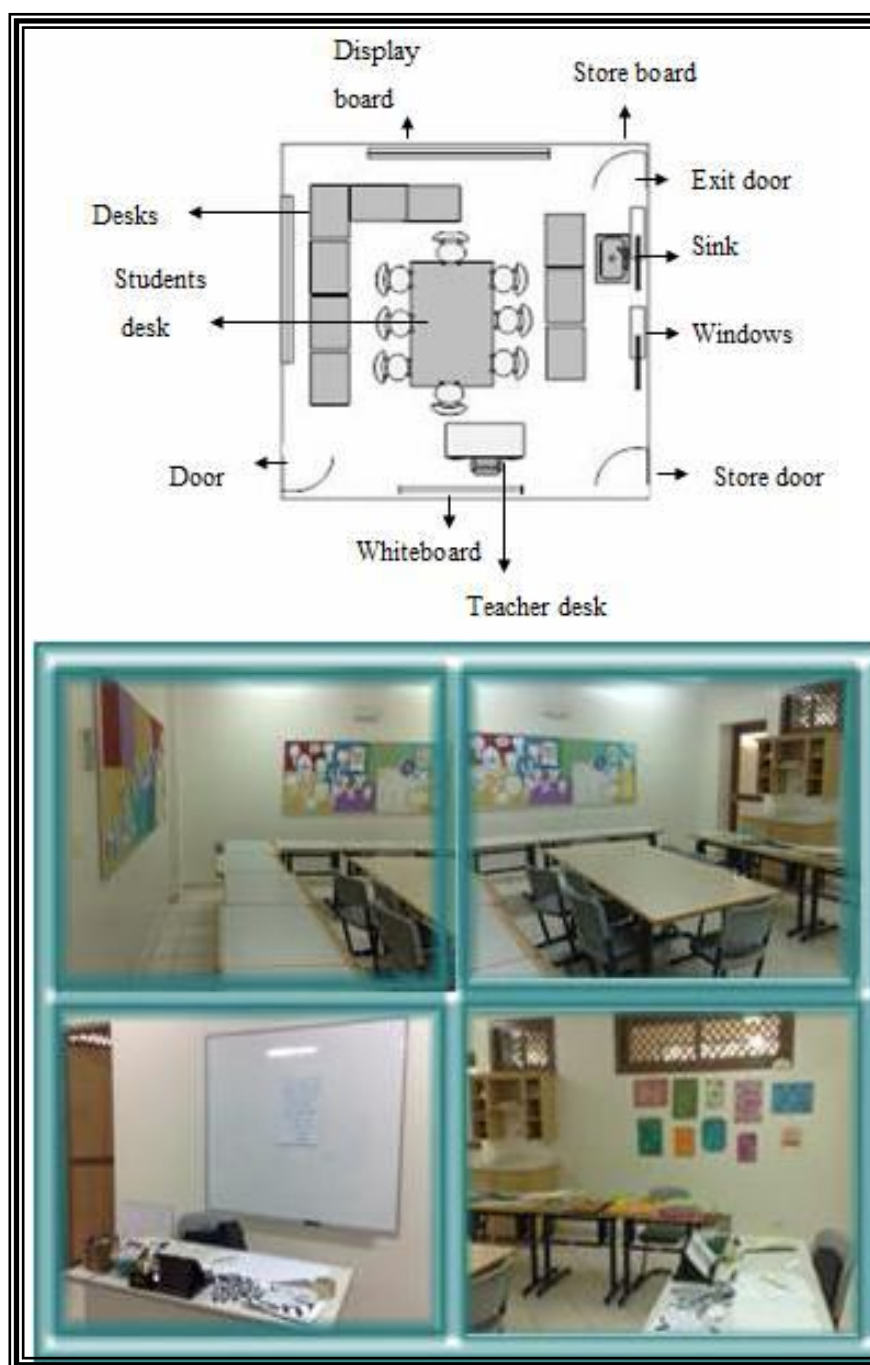 Display
board
Store board
Exit door
Desks
Sink
Students
desk
Windows
Door
Store door
Whiteboard
Teacher desk